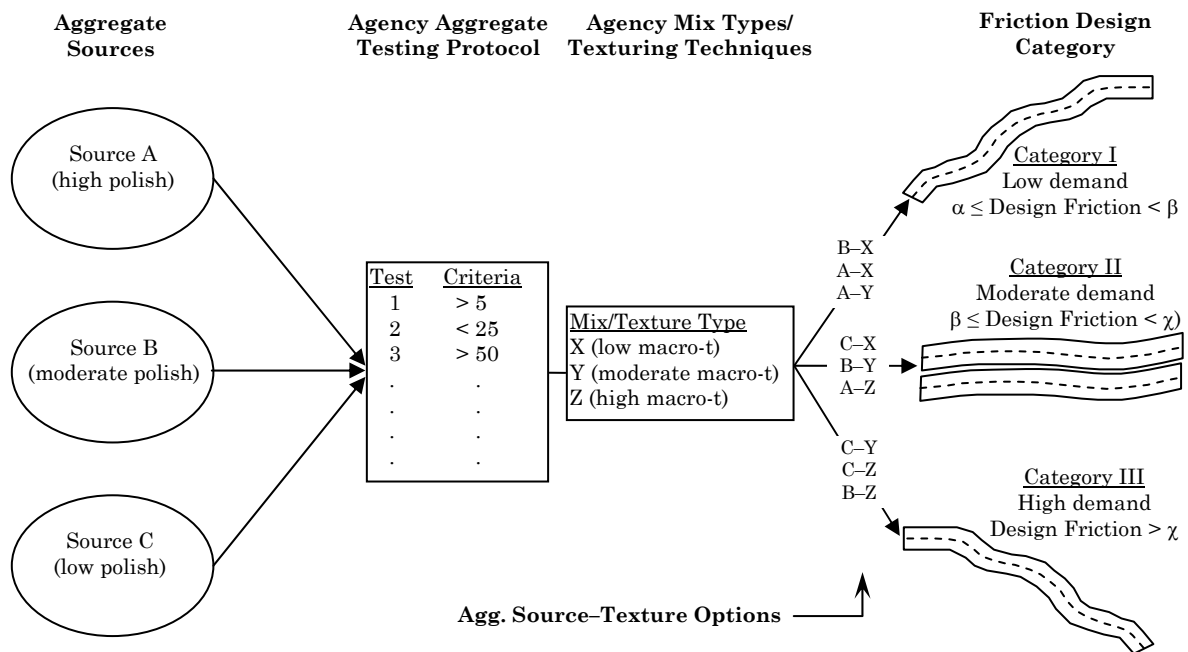 Aggregate
Sources
Agency Aggregate
Testing Protocol
Agency Mix Types/
Texturing Techniques
Friction Design
Category
Source A
(high polish)
Source B
(moderate polish)
Source C
(low polish)
Test Criteria
1 > 5
2 < 25
3 > 50
. .
. .
. .
. .
Mix/Texture Type
X (low macro-t)
Y (moderate macro-t)
Z (high macro-t)
B–X
A–X
A–Y
C–X
B–Y
A–Z
C–Y
C–Z
B–Z
Category I
Low demand
α ≤ Design Friction < β
Category II
Moderate demand
β ≤ Design Friction < χ)
Category III
High demand
Design Friction > χ
Agg. Source–Texture Options